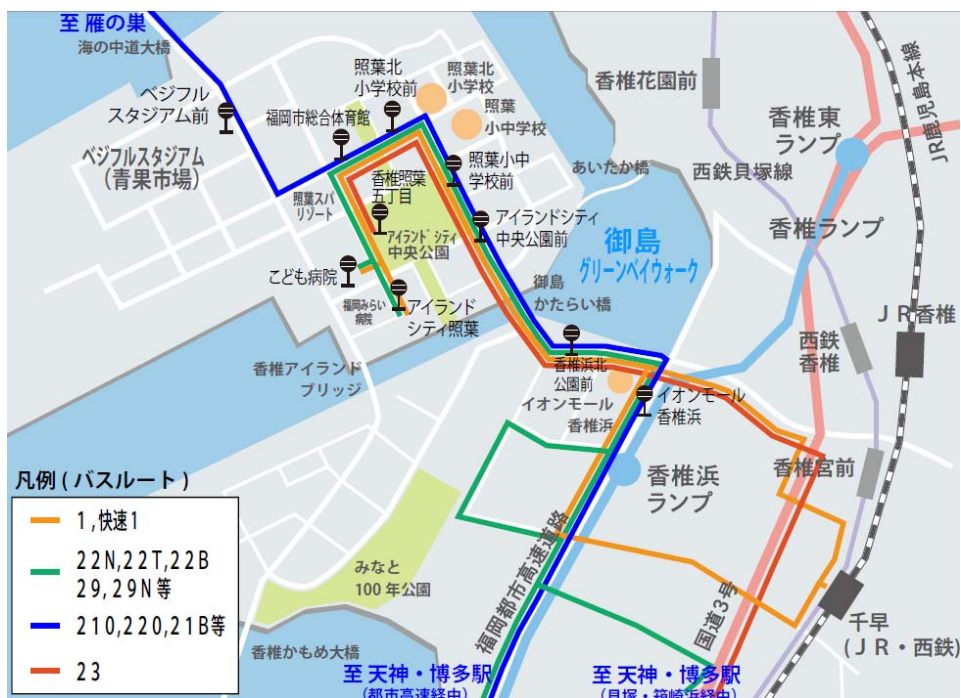 至 雁の巣
海の中道大橋
ベジフル
スタジアム前
ベジフルスタジアム
(青果市場)
福岡市総合体育館
照葉北
小学校前
照葉北
小学校
照葉
小中学校
照葉小中
学校前
香椎照葉
五丁目
照葉スパ
リゾート
アイランドシティ
中央公園
アイランドシティ
中央公園前
こども病院
福岡みらい
病院
アイランド
シティ照葉
あいたか橋
御島
グリーンベイウォーク
御島
かたらい橋
香椎アイランド
ブリッジ
香椎浜北
公園前
イオンモール
香椎浜
イオンモール
香椎浜
香椎浜
ランプ
香椎花園前
西鉄貝塚線
香椎東
ランプ
香椎ランプ
JR鹿児島本線
JR香椎
西鉄
香椎
香椎宮前
千早
(JR・西鉄)
国道3号
福岡都市高速道路
みなと
100年公園
香椎かもめ大橋
至 天神・博多駅
(都市高速経由)
至 天神・博多駅
(貝塚・箱崎浜経由)
凡例(バスルート)
1,快速1
22N,22T,22B
29,29N等
210,220,21B等
23